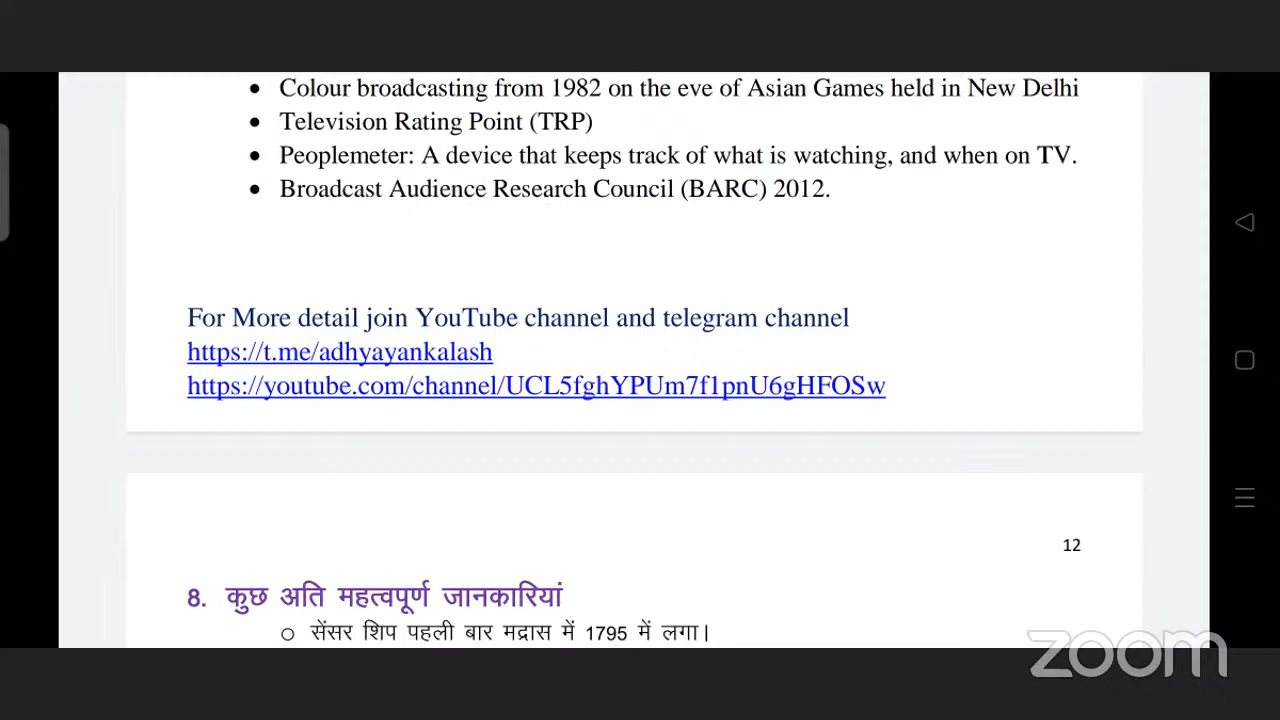 • Colour broadcasting from 1982 on the eve of Asian Games held in New Delhi
• Television Rating Point (TRP)
• Peoplemeter: A device that keeps track of what is watching, and when on TV.
• Broadcast Audience Research Council (BARC) 2012.
For More detail join YouTube channel and telegram channel
https://t.me/adhyayankalash
https://youtube.com/channel/UCL5fghYPUm7f1pnU6gHFOSw
12
8. कुछ अति महत्वपूर्ण जानकारियां
○ सेंसर शिप पहली बार मद्रास में 1795 में लगा।
zoom